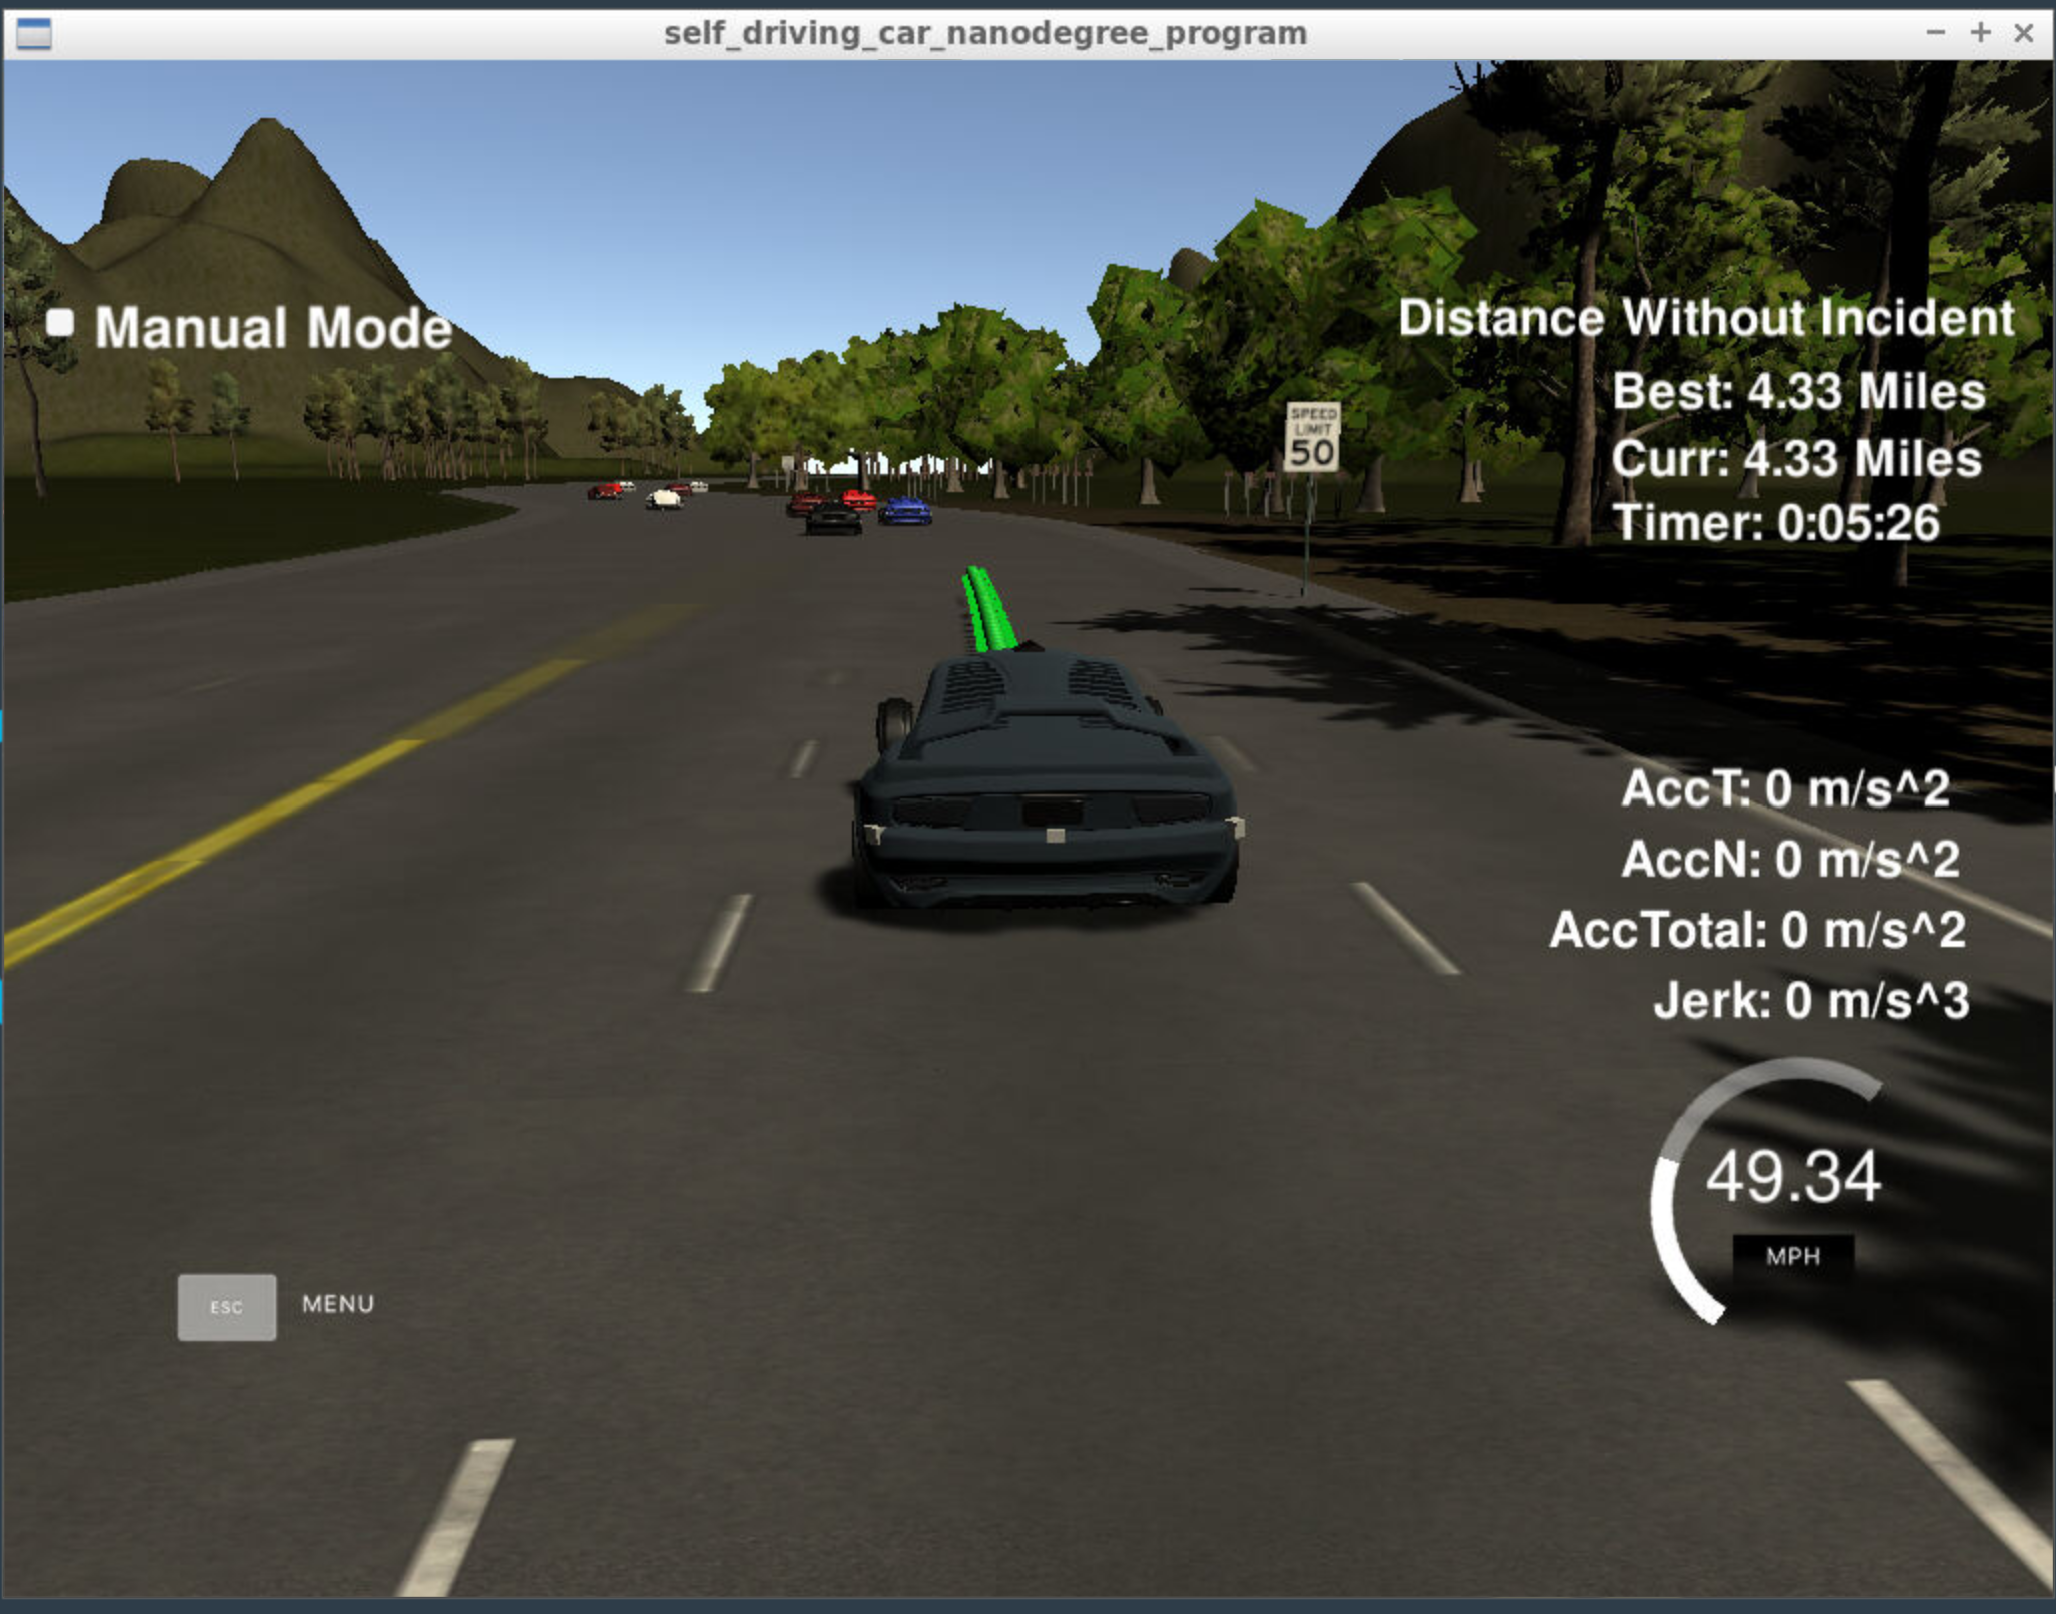 self_driving_car_nanodegree_program
Manual Mode
Distance Without Incident
Best: 4.33 Miles
Curr: 4.33 Miles
Timer: 0:05:26
SPEED
LIMIT
50
AccT: 0 m/s^2
AccN: 0 m/s^2
AccTotal: 0 m/s^2
Jerk: 0 m/s^3
49.34
MPH
ESC MENU